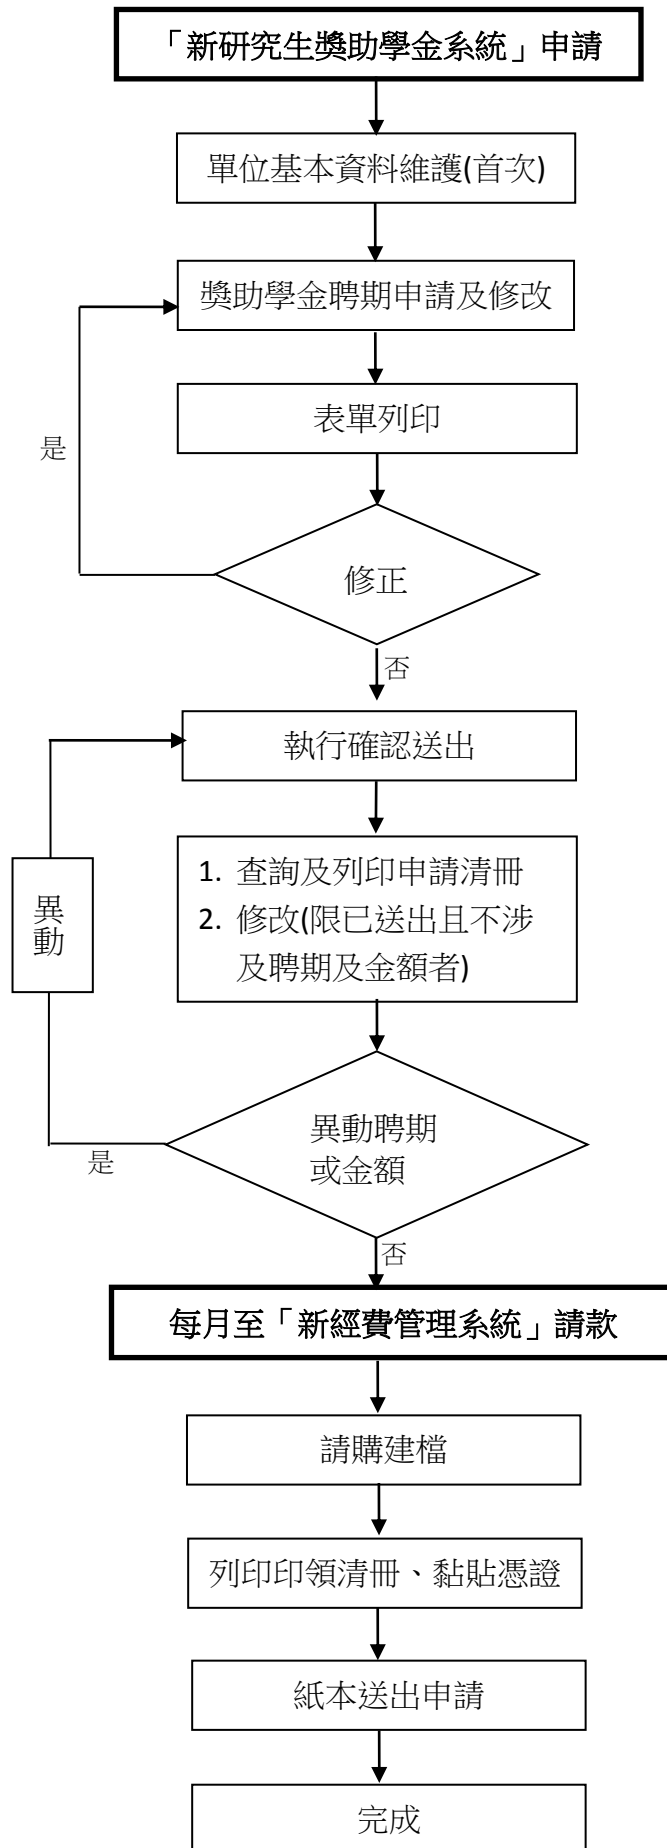 「新研究生獎助學金系統」申請
單位基本資料維護(首次)
獎助學金聘期申請及修改
表單列印
是
修正
否
執行確認送出
1. 查詢及列印申請清冊
2. 修改(限已送出且不涉
及聘期及金額者)
異
動
異動聘期
或金額
是
否
每月至「新經費管理系統」請款
請購建檔
列印印領清冊、黏貼憑證
紙本送出申請
完成